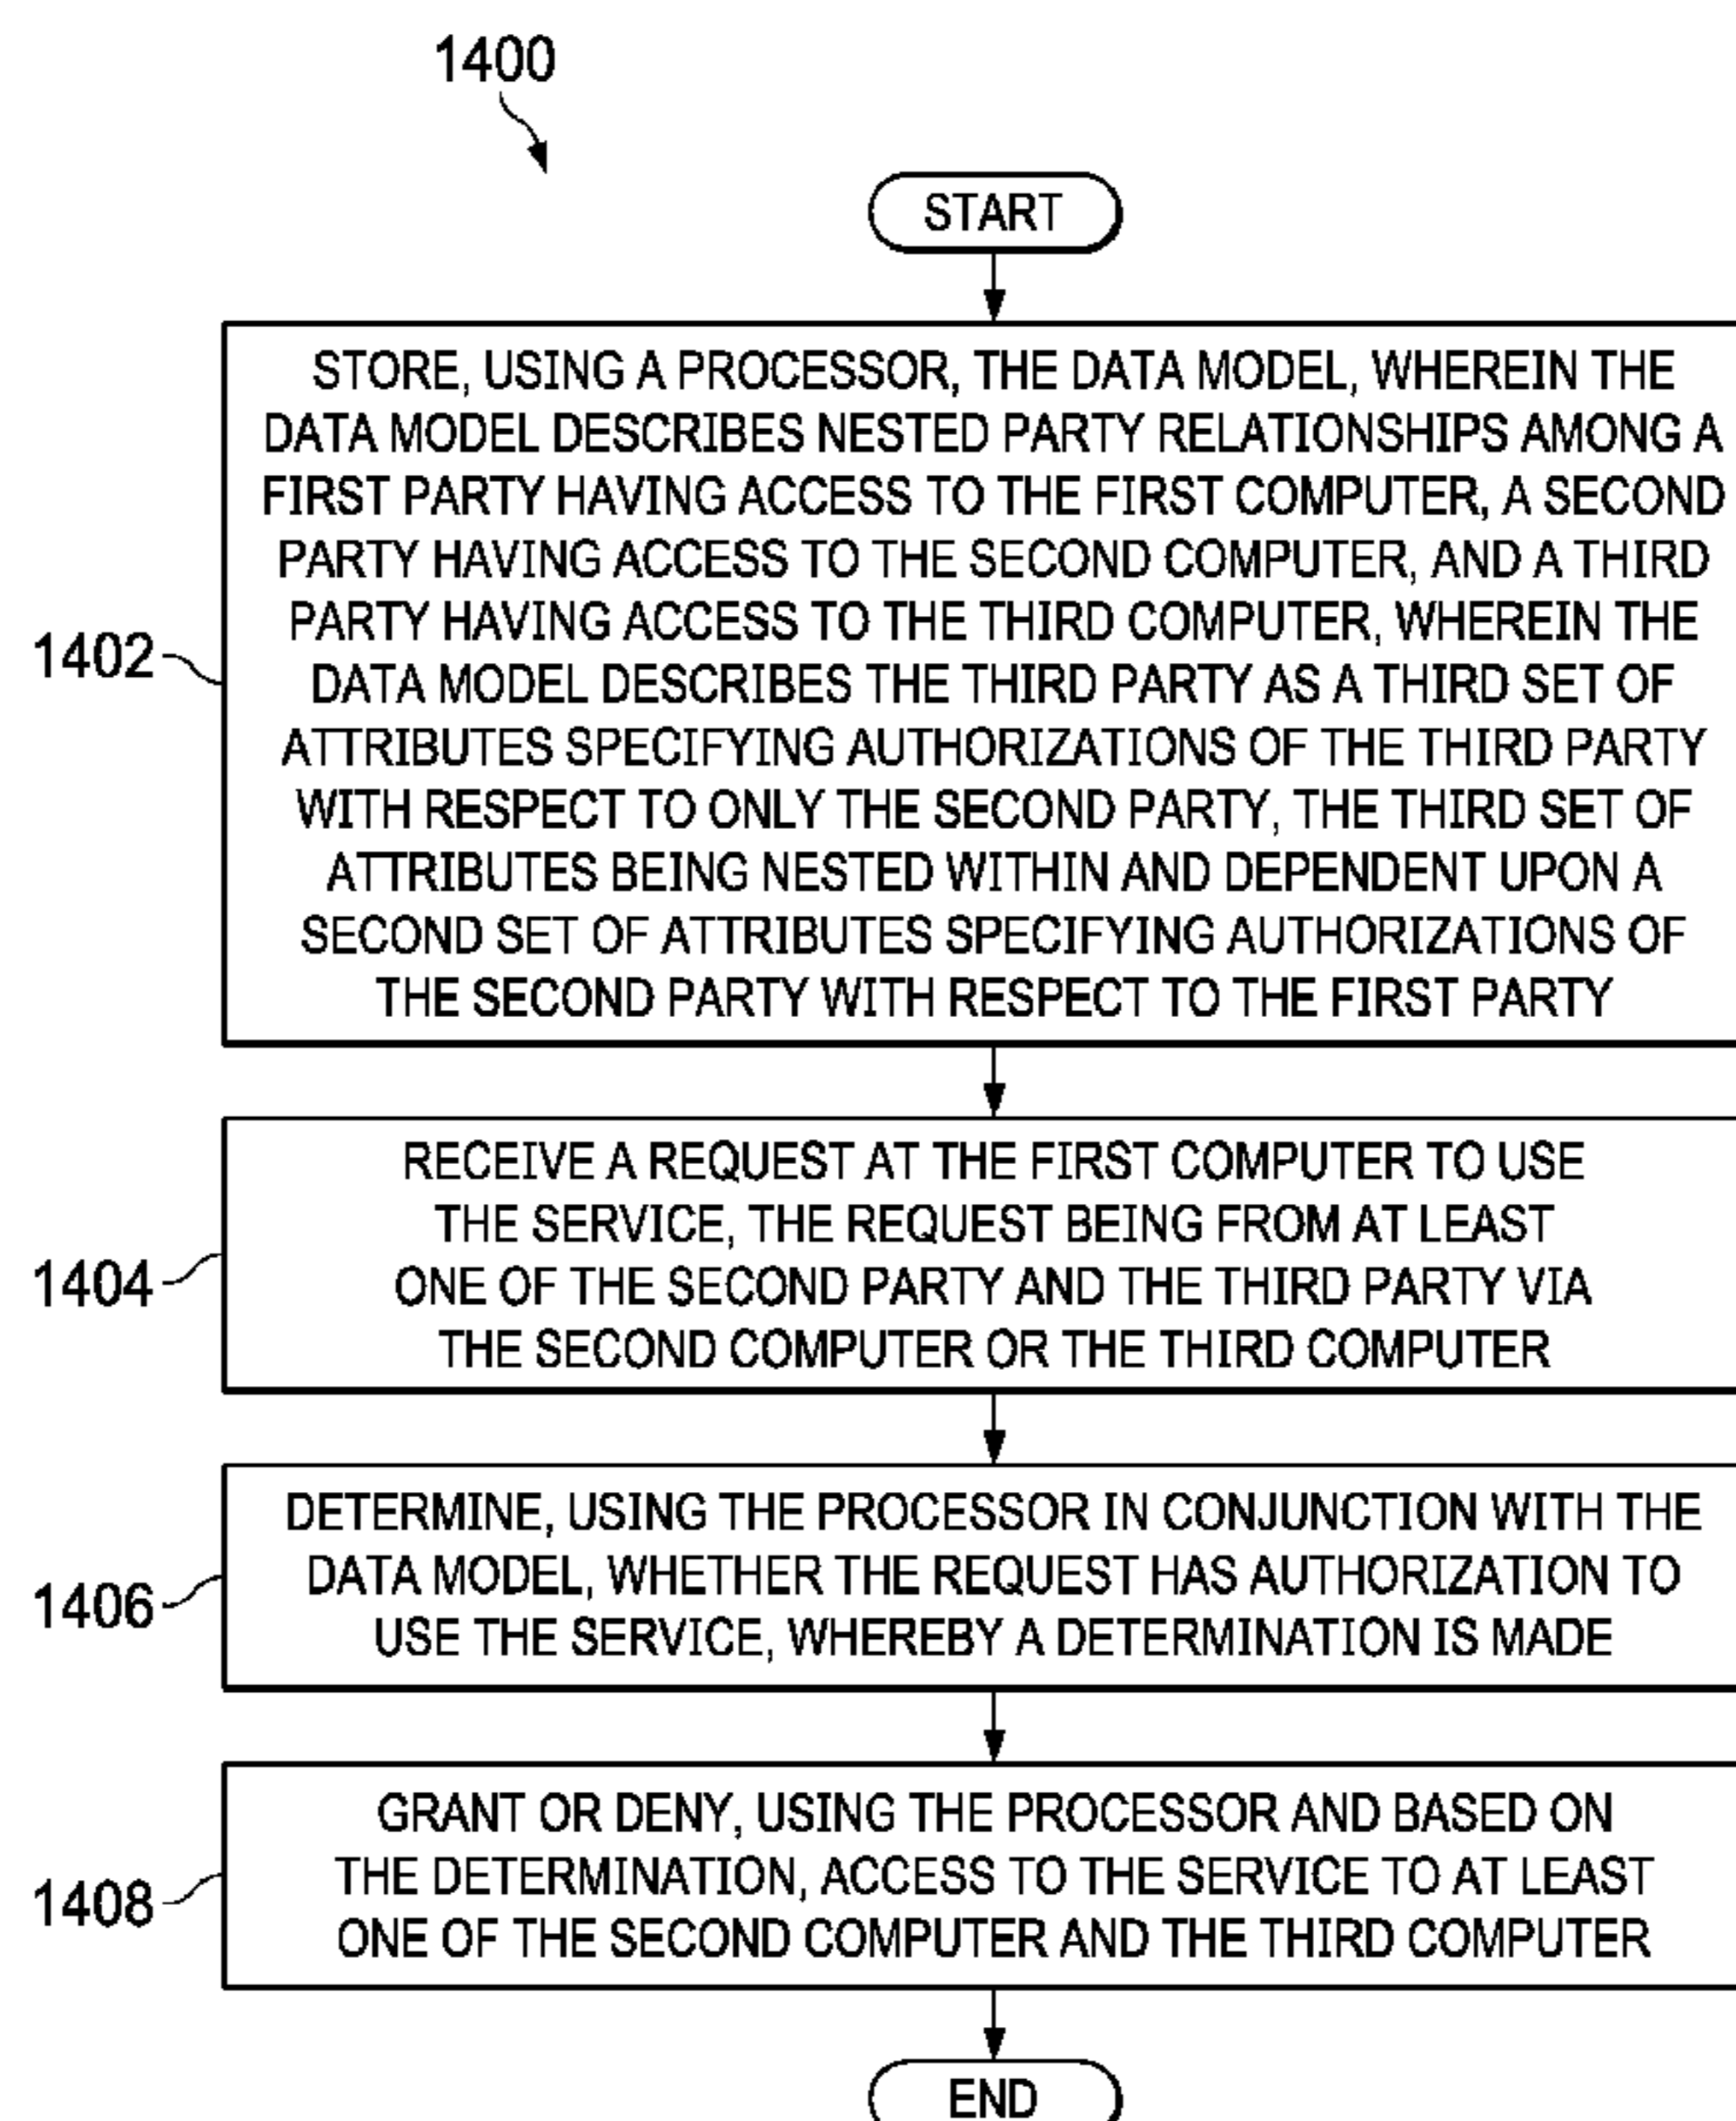 1400
START
STORE, USING A PROCESSOR, THE DATA MODEL, WHEREIN THE
DATA MODEL DESCRIBES NESTED PARTY RELATIONSHIPS AMONG A
FIRST PARTY HAVING ACCESS TO THE FIRST COMPUTER, A SECOND
PARTY HAVING ACCESS TO THE SECOND COMPUTER, AND A THIRD
PARTY HAVING ACCESS TO THE THIRD COMPUTER, WHEREIN THE
1402
DATA MODEL DESCRIBES THE THIRD PARTY AS A THIRD SET OF
ATTRIBUTES SPECIFYING AUTHORIZATIONS OF THE THIRD PARTY
WITH RESPECT TO ONLY THE SECOND PARTY, THE THIRD SET OF
ATTRIBUTES BEING NESTED WITHIN AND DEPENDENT UPON A
SECOND SET OF ATTRIBUTES SPECIFYING AUTHORIZATIONS OF
THE SECOND PARTY WITH RESPECT TO THE FIRST PARTY
RECEIVE A REQUEST AT THE FIRST COMPUTER TO USE
THE SERVICE, THE REQUEST BEING FROM AT LEAST
1404
ONE OF THE SECOND PARTY AND THE THIRD PARTY VIA
THE SECOND COMPUTER OR THE THIRD COMPUTER
DETERMINE, USING THE PROCESSOR IN CONJUNCTION WITH THE
DATA MODEL, WHETHER THE REQUEST HAS AUTHORIZATION TO
1406
USE THE SERVICE, WHEREBY A DETERMINATION IS MADE
GRANT OR DENY, USING THE PROCESSOR AND BASED ON
THE DETERMINATION, ACCESS TO THE SERVICE TO AT LEAST
1408
ONE OF THE SECOND COMPUTER AND THE THIRD COMPUTER
END